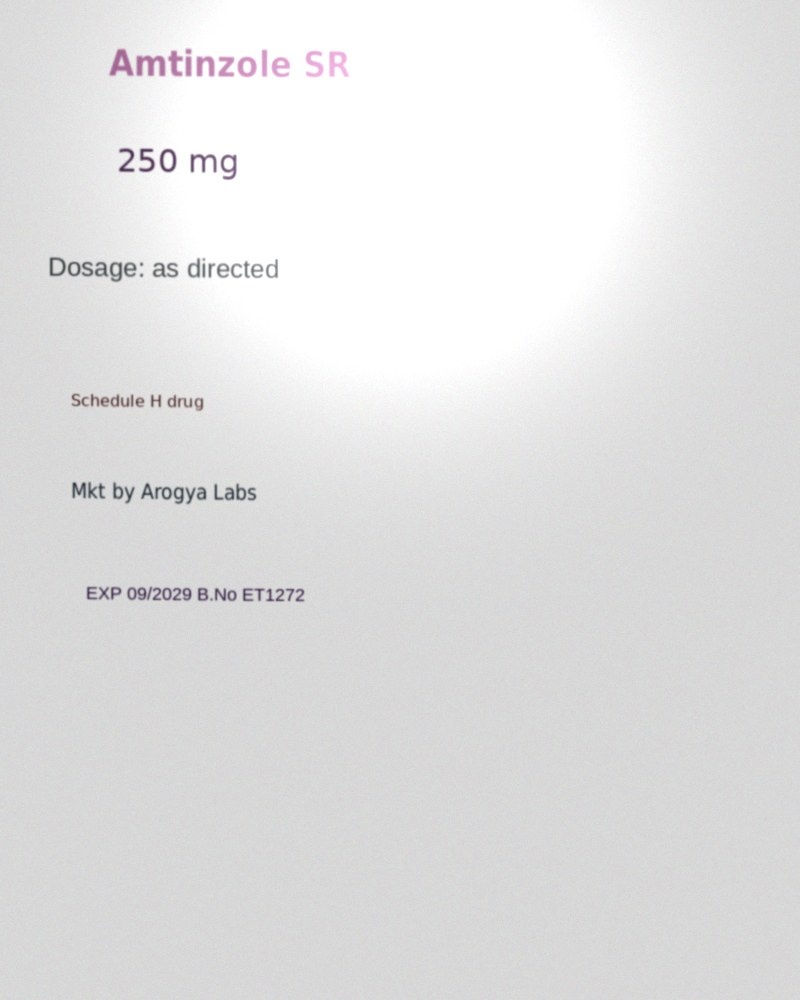 Amtinzole SR
250 mg
Dosage: as directed
Schedule H drug
Mkt by Arogya Labs
EXP 09/2029 B.No ET1272